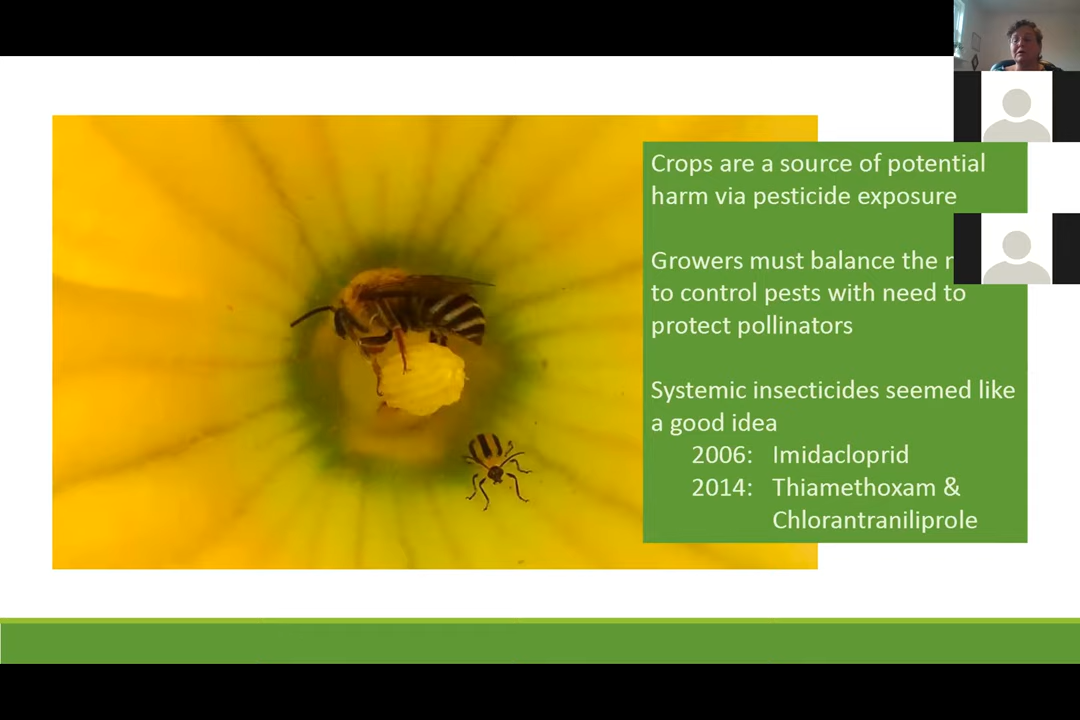 Crops are a source of potential
harm via pesticide exposure
Growers must balance the
to control pests with need to
protect pollinators
Systemic insecticides seemed like
a good idea
2006: Imidacloprid
2014: Thiamethoxam &
Chlorantraniliprole